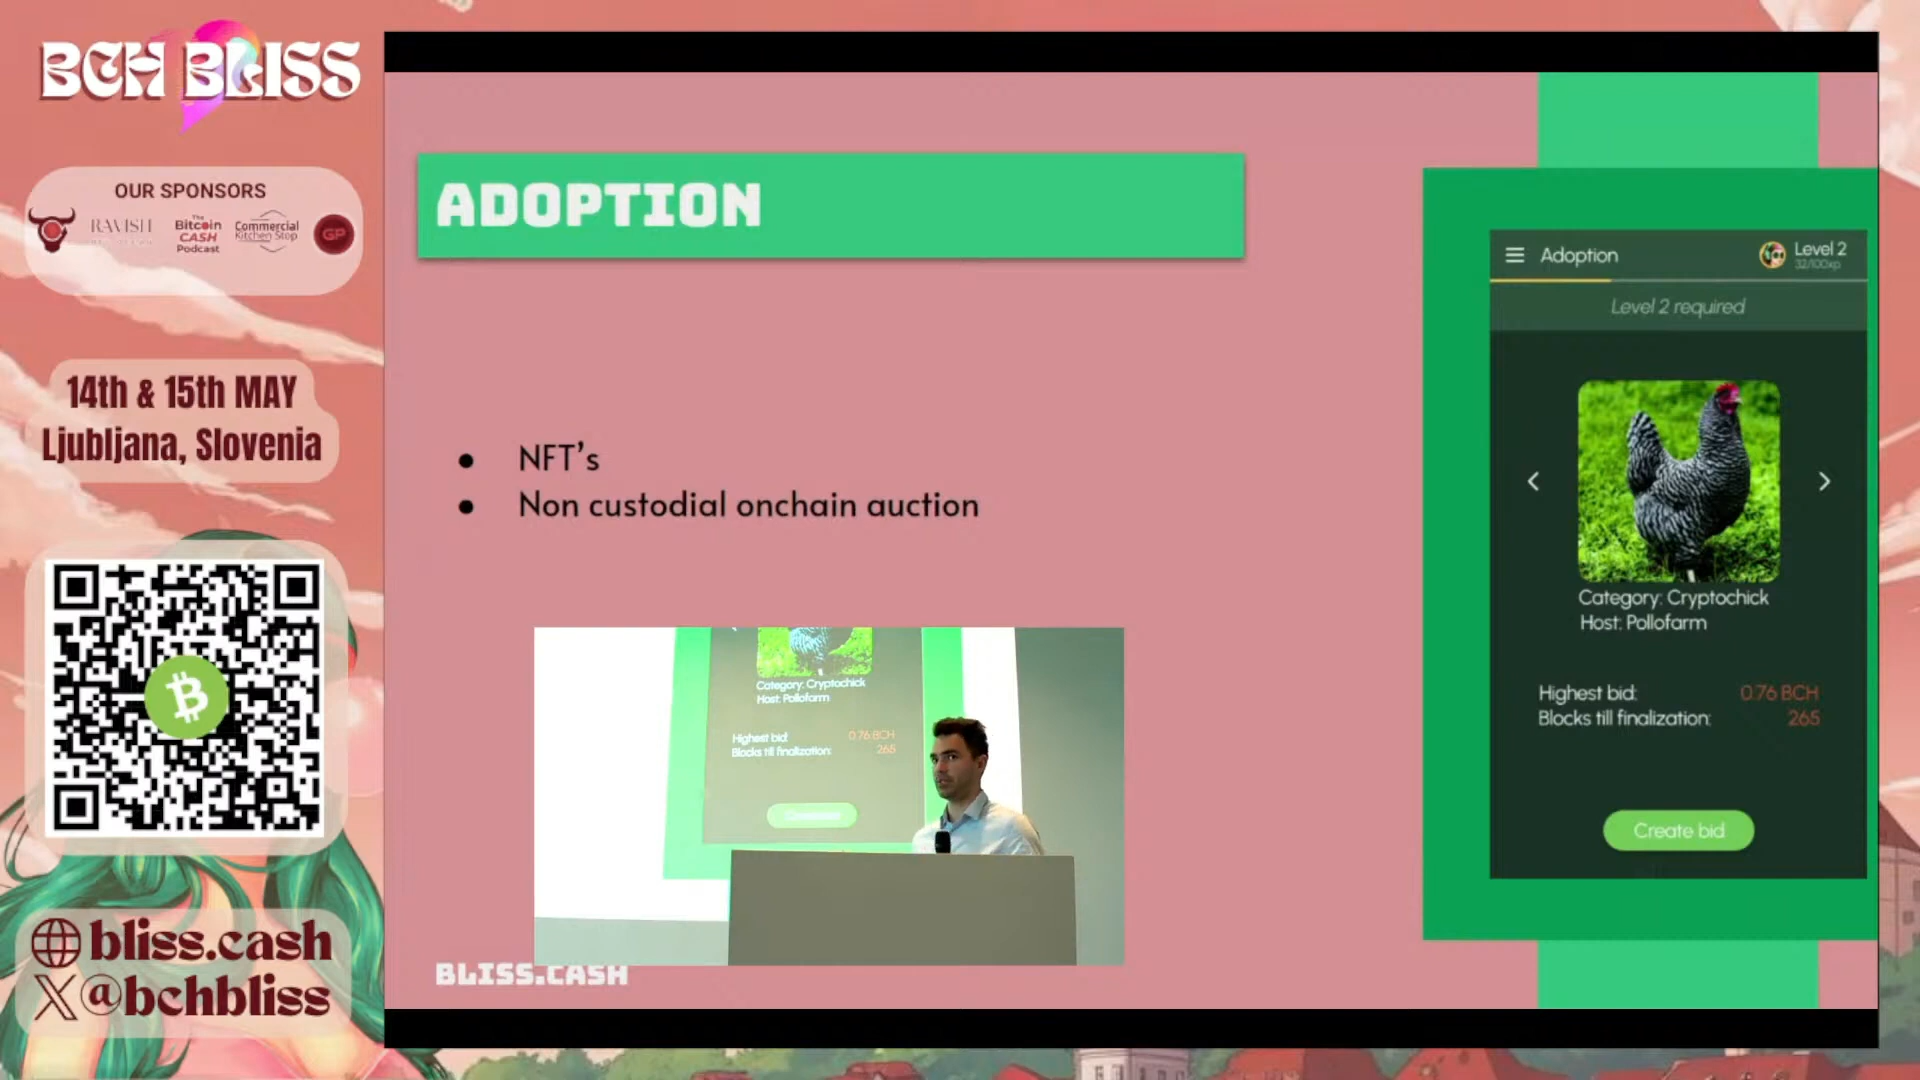 BCH BLISS
OUR SPONSORS
RAVISH
The
Bitcoin
CASH
Podcast
Commercial
Kitchen Stop
GP
14th & 15th MAY
Ljubljana, Slovenia
bliss.cash
@bchbliss
ADOPTION
NFT’s
Non custodial onchain auction
Category: Cryptochick
Host: Pollofarm
Highest bid: 0.76 BCH
Blocks till finalization: 265
BLISS.CASH
Adoption
Level 2
32/100xp
Level 2 required
Category: Cryptochick
Host: Pollofarm
Highest bid: 0.76 BCH
Blocks till finalization: 265
Create bid